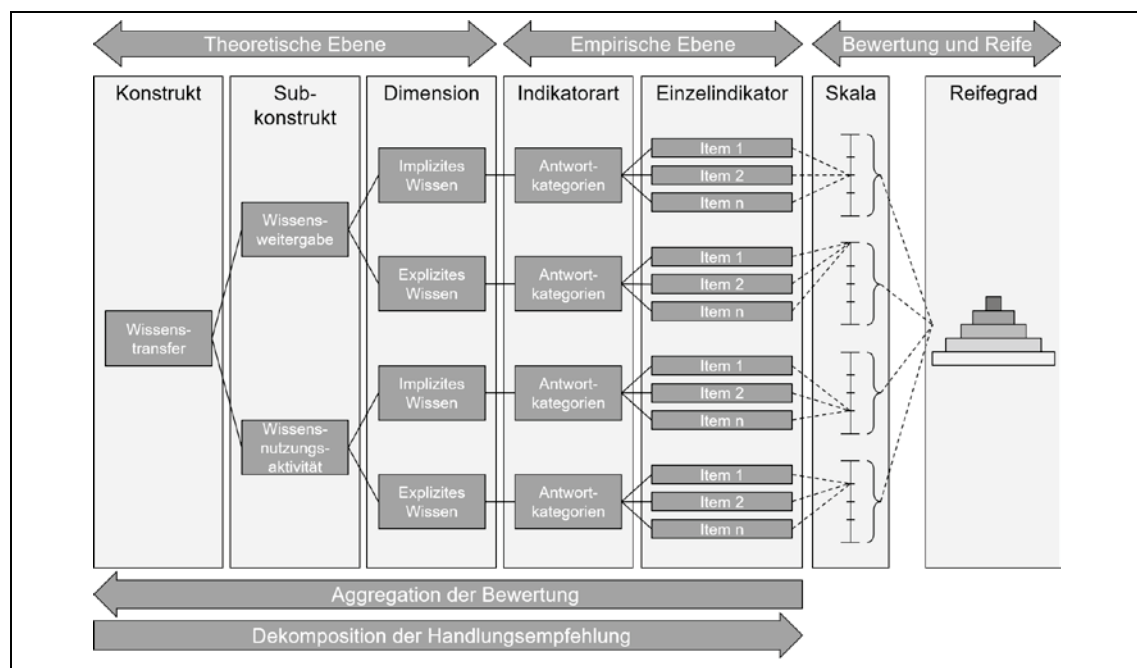 Theoretische Ebene
Empirische Ebene
Bewertung und Reife
Konstrukt
Sub-
konstrukt
Dimension
Indikatorart
Einzelindikator
Skala
Reifegrad
Wissens-
transfer
Wissens-
weitergabe
Wissens-
nutzungs-
aktivität
Implizites
Wissen
Explizites
Wissen
Implizites
Wissen
Explizites
Wissen
Antwort-
kategorien
Antwort-
kategorien
Antwort-
kategorien
Antwort-
kategorien
Item 1
Item 2
Item n
Item 1
Item 2
Item n
Item 1
Item 2
Item n
Item 1
Item 2
Item n
Aggregation der Bewertung
Dekomposition der Handlungsempfehlung